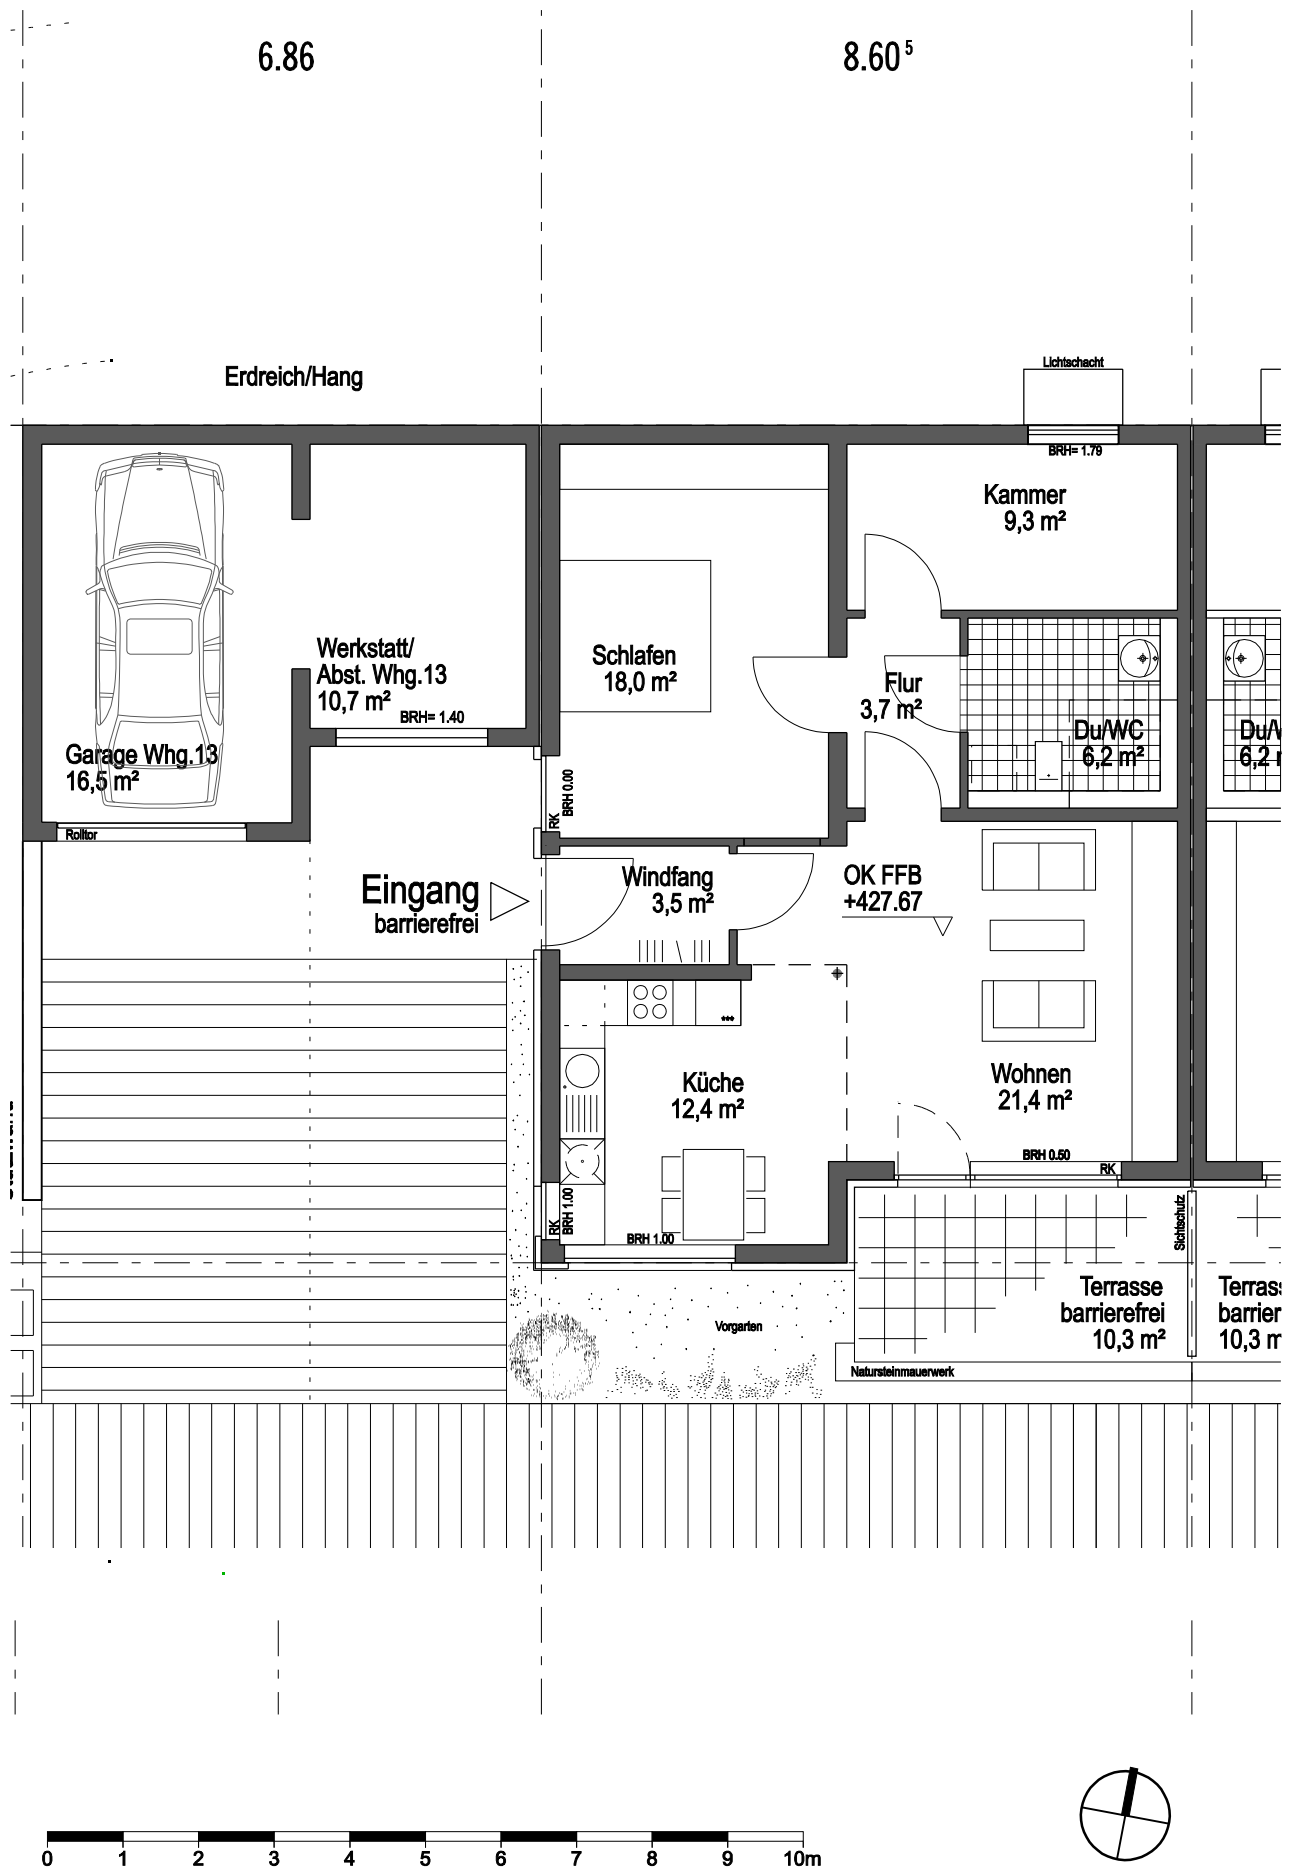 6.86
8.60⁵
Erdreich/Hang
Lichtschacht
BRH= 1.79
Kammer
9,3 m²
Werkstatt/
Abst. Whg.13
10,7 m²
BRH= 1.40
Schlafen
18,0 m²
Flur
3,7 m²
Du/WC
6,2 m²
Garage Whg.13
16,5 m²
Rolltor
RK
BRH 0.00
Eingang
barrierefrei
Windfang
3,5 m²
OK FFB
+427.67
***
Küche
12,4 m²
Wohnen
21,4 m²
BRH 0.50
RK
RK
BRH 1.00
BRH 1.00
Sichtschutz
Terrasse
barrierefrei
10,3 m²
Terras
barrier
10,3 m
Vorgarten
Natursteinmauerwerk
0 1 2 3 4 5 6 7 8 9 10m